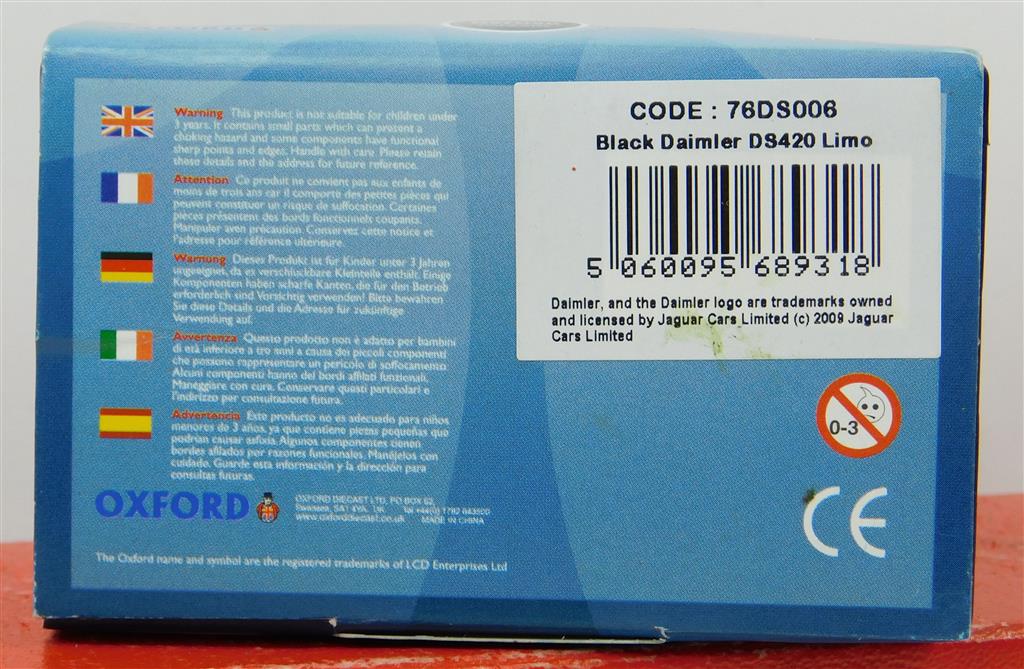 Warning This product is not suitable for children under
3 years. It contains small parts which can present a
choking hazard and some components have functional
sharp points and edges. Handle with care. Please retain
these details and the address for future reference.
Attention Ce produit ne convient pas aux enfants de
moins de trois ans car il comporte des petites pièces qui
peuvent constituer un risque de suffocation. Certaines
pièces présentent des bords fonctionnels coupants.
Manipuler avec précaution. Conservez cette notice et
l'adresse pour référence ultérieure.
Warnung Dieses Produkt ist für Kinder unter 3 Jahren
ungeeignet, da es verschluckbare Kleinteile enthält. Einige
Komponenten haben scharfe Kanten, die für den Betrieb
erforderlich sind. Vorsichtig verwenden! Bitte bewahren
Sie diese Details und die Adresse für zukünftige
Verwendung auf.
Avvertenza Questo prodotto non è adatto per bambini
di età inferiore a tre anni a causa dei piccoli componenti
che possono rappresentare un pericolo di soffocamento.
Alcuni componenti hanno dei bordi affilati funzionali.
Maneggiare con cura. Conservare questi particolari e
l'indirizzo per consultazione futura.
Advertencia Este producto no es adecuado para niños
menores de 3 años, ya que contiene piezas pequeñas que
podrían causar asfixia. Algunos componentes tienen
bordes afilados por razones funcionales. Manéjelos con
cuidado. Guarde esta información y la dirección para
consultas futuras.
OXFORD
OXFORD DIECAST LTD, PO BOX 62,
Swansea, SA1 4YA, UK Tel +44(0)1792 643500
www.oxforddiecast.co.uk MADE IN CHINA
The Oxford name and symbol are the registered trademarks of LCD Enterprises Ltd
CODE : 76DS006
Black Daimler DS420 Limo
5 060095 689318
Daimler, and the Daimler logo are trademarks owned
and licensed by Jaguar Cars Limited (c) 2009 Jaguar
Cars Limited
0-3
CE